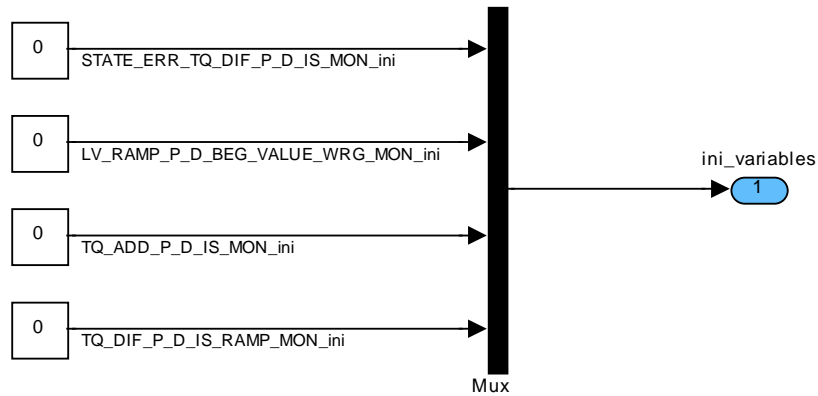 0
STATE_ERR_TQ_DIF_P_D_IS_MON_ini
0
LV_RAMP_P_D_BEG_VALUE_WRG_MON_ini
ini_variables
1
0
TQ_ADD_P_D_IS_MON_ini
0
TQ_DIF_P_D_IS_RAMP_MON_ini
Mux